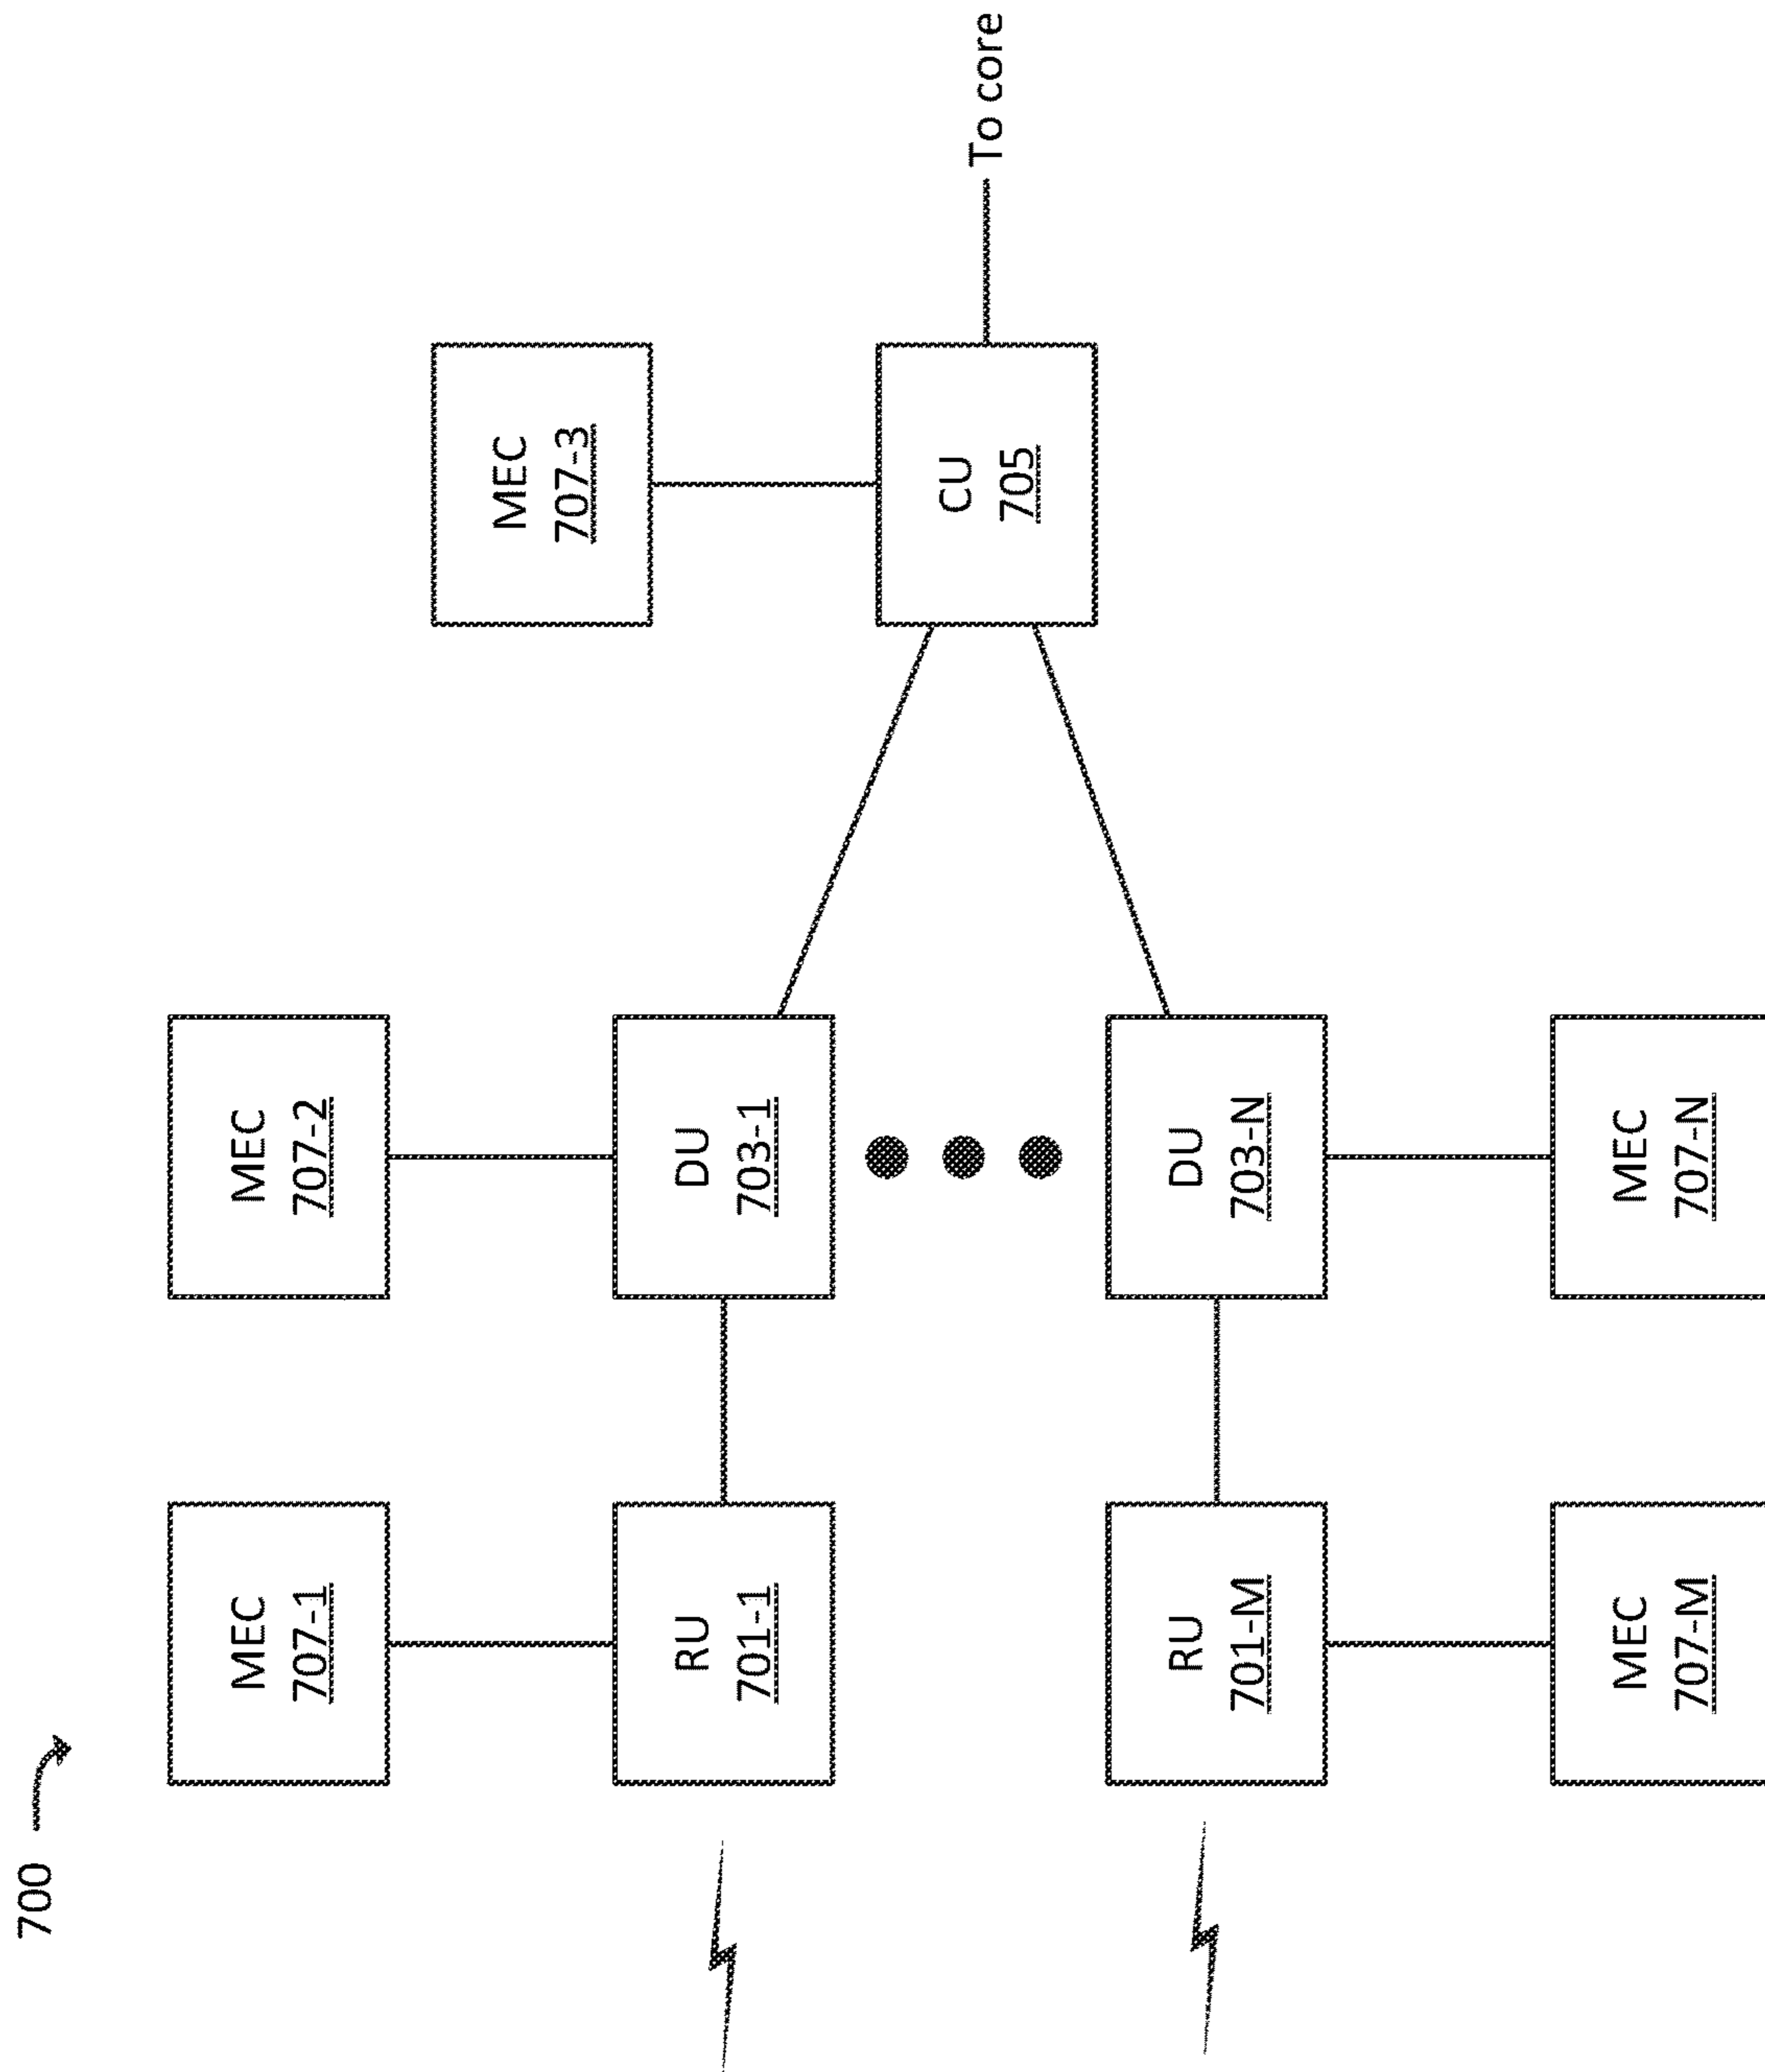 700
MEC
707-1
MEC
707-2
MEC
707-3
RU
701-1
DU
703-1
CU
705
To core
RU
701-M
DU
703-N
MEC
707-M
MEC
707-N